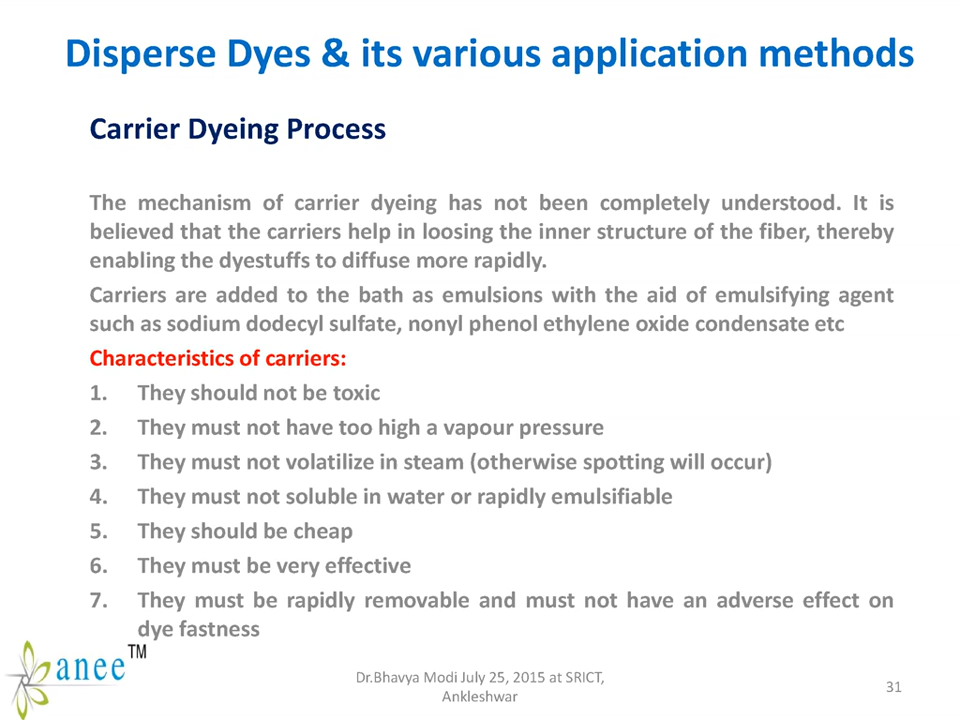 Disperse Dyes & its various application methods
Carrier Dyeing Process
The mechanism of carrier dyeing has not been completely understood. It is
believed that the carriers help in loosing the inner structure of the fiber, thereby
enabling the dyestuffs to diffuse more rapidly.
Carriers are added to the bath as emulsions with the aid of emulsifying agent
such as sodium dodecyl sulfate, nonyl phenol ethylene oxide condensate etc
Characteristics of carriers:
1. They should not be toxic
2. They must not have too high a vapour pressure
3. They must not volatilize in steam (otherwise spotting will occur)
4. They must not soluble in water or rapidly emulsifiable
5. They should be cheap
6. They must be very effective
7. They must be rapidly removable and must not have an adverse effect on
dye fastness
anee TM
Dr.Bhavya Modi July 25, 2015 at SRICT,
Ankleshwar
31